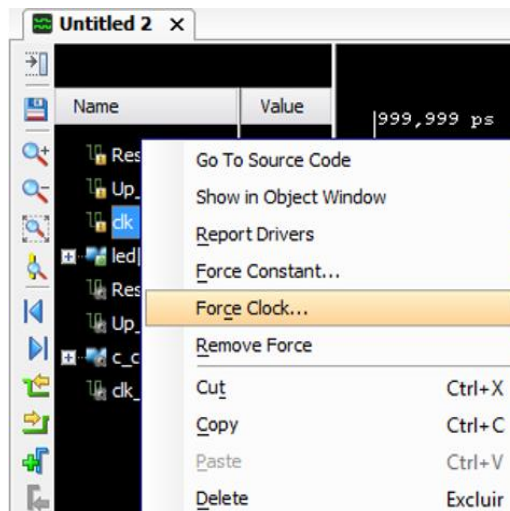 Untitled 2
Name Value
999,999 ps
Res
Up_
clk
led
Res
Up_
c_c
clk_
Go To Source Code
Show in Object Window
Report Drivers
Force Constant...
Force Clock...
Remove Force
Cut Ctrl+X
Copy Ctrl+C
Paste Ctrl+V
Delete Excluir